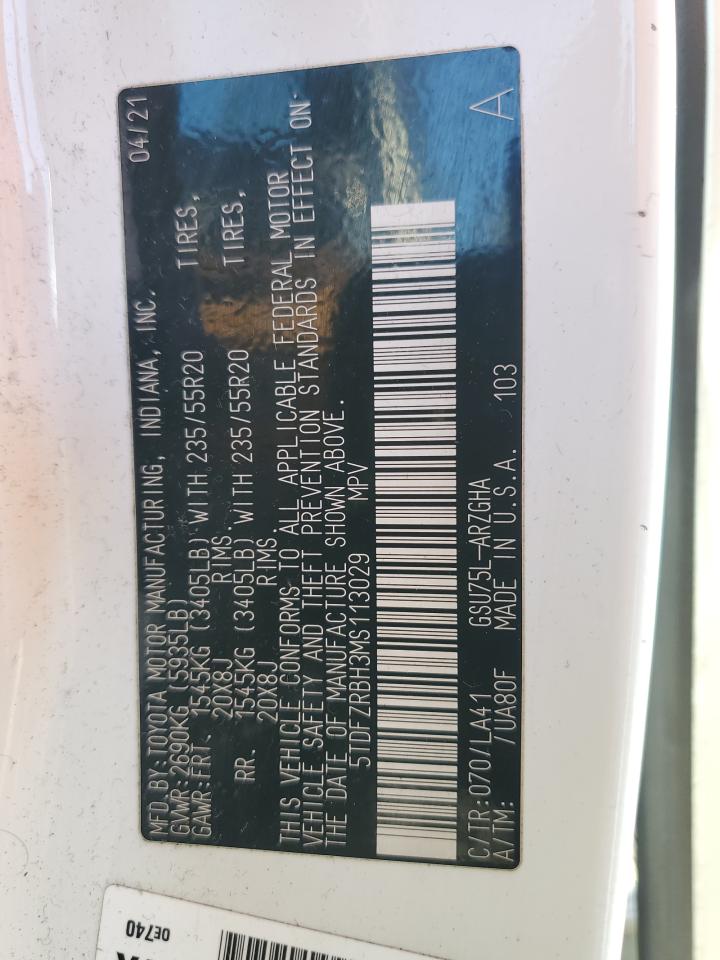 MFD.BY:TOYOTA MOTOR MANUFACTURING, INDIANA, INC. 04/21
GVWR:2690KG (5935LB)
GAWR:FRT. 1545KG (3405LB) WITH 235/55R20 TIRES,
20X8J RIMS.
RR. 1545KG (3405LB) WITH 235/55R20 TIRES,
20X8J RIMS.
THIS VEHICLE CONFORMS TO ALL APPLICABLE FEDERAL MOTOR
VEHICLE SAFETY AND THEFT PREVENTION STANDARDS IN EFFECT ON
THE DATE OF MANUFACTURE SHOWN ABOVE.
5TDFZRBH3MS113029 MPV
C/TR:070/LA41 GSU75L-ARZGHA A
A/TM: /UA80F MADE IN U.S.A. 103
0E740